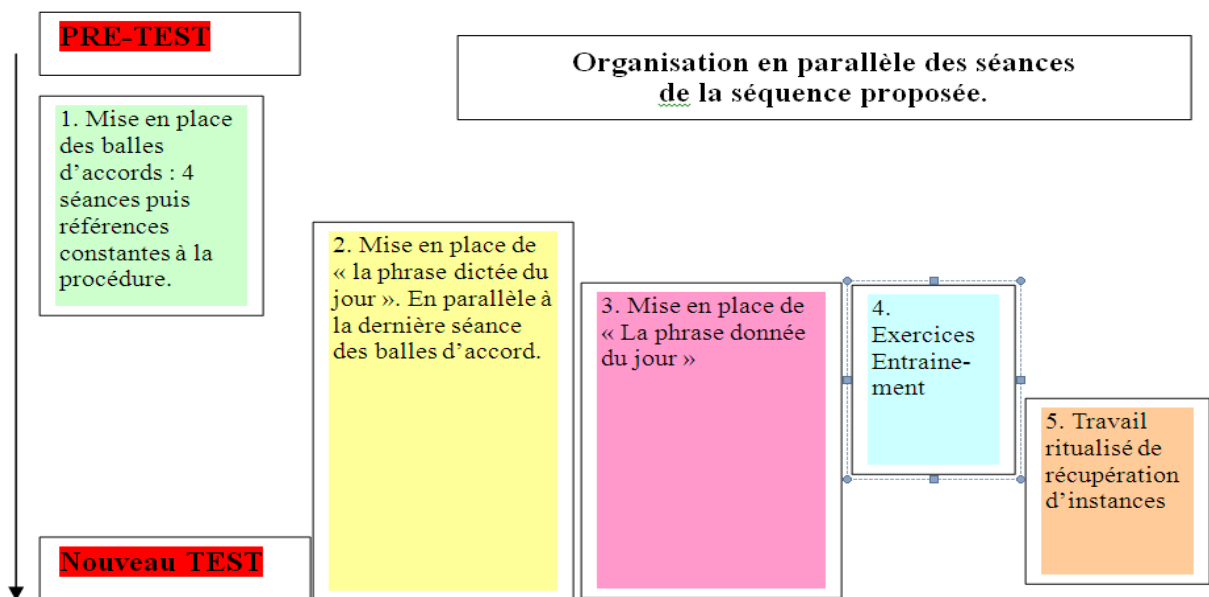 PRE-TEST
Organisation en parallèle des séances
de la séquence proposée.
1. Mise en place
des balles
d’accords : 4
séances puis
références
constantes à la
procédure.
2. Mise en place de
« la phrase dictée du
jour ». En parallèle à
la dernière séance
des balles d’accord.
3. Mise en place de
« La phrase donnée
du jour »
4.
Exercices
Entraine-
ment
5. Travail
ritualisé de
récupération
d’instances
Nouveau TEST